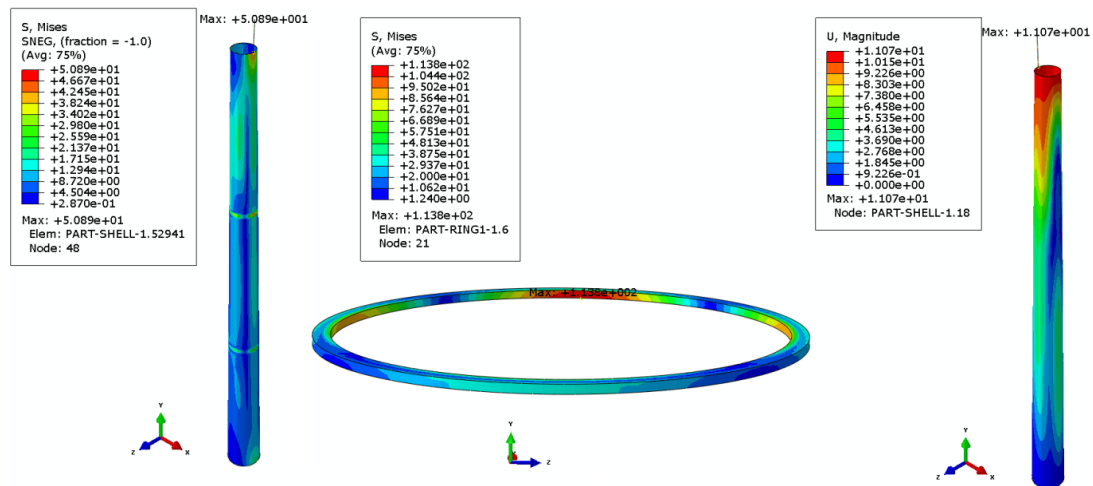 Max: +5.089e+001
S, Mises
SNEG, (fraction = -1.0)
(Avg: 75%)
+5.089e+01
+4.667e+01
+4.245e+01
+3.824e+01
+3.402e+01
+2.980e+01
+2.559e+01
+2.137e+01
+1.715e+01
+1.294e+01
+8.720e+00
+4.504e+00
+2.870e-01
Max: +5.089e+01
Elem: PART-SHELL-1.52941
Node: 48
S, Mises
(Avg: 75%)
+1.138e+02
+1.044e+02
+9.502e+01
+8.564e+01
+7.627e+01
+6.689e+01
+5.751e+01
+4.813e+01
+3.875e+01
+2.937e+01
+2.000e+01
+1.062e+01
+1.240e+00
Max: +1.138e+02
Elem: PART-RING1-1.6
Node: 21
Max: +1.138e+002
U, Magnitude
+1.107e+01
+1.015e+01
+9.226e+00
+8.303e+00
+7.380e+00
+6.458e+00
+5.535e+00
+4.613e+00
+3.690e+00
+2.768e+00
+1.845e+00
+9.226e-01
+0.000e+00
Max: +1.107e+01
Node: PART-SHELL-1.18
Max: +1.107e+001
Y
Z
X
Y
Z
Y
Z
X